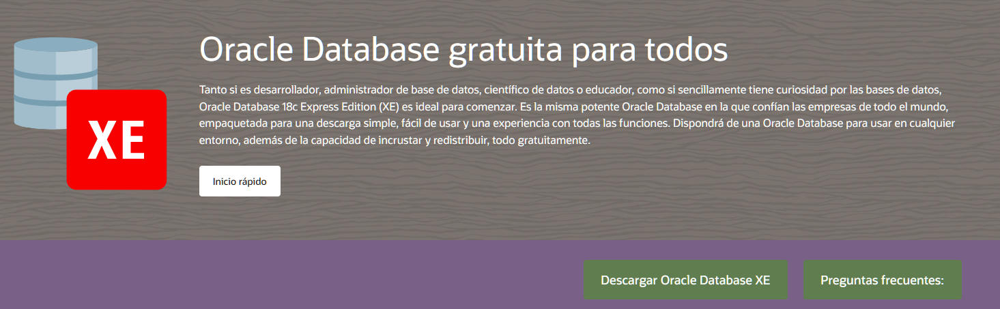 Oracle Database gratuita para todos
XE
Tanto si es desarrollador, administrador de base de datos, científico de datos o educador, como si sencillamente tiene curiosidad por las bases de datos,
Oracle Database 18c Express Edition (XE) es ideal para comenzar. Es la misma potente Oracle Database en la que confían las empresas de todo el mundo,
empaquetada para una descarga simple, fácil de usar y una experiencia con todas las funciones. Dispondrá de una Oracle Database para usar en cualquier
entorno, además de la capacidad de incrustar y redistribuir, todo gratuitamente.
Inicio rápido
Descargar Oracle Database XE
Preguntas frecuentes: